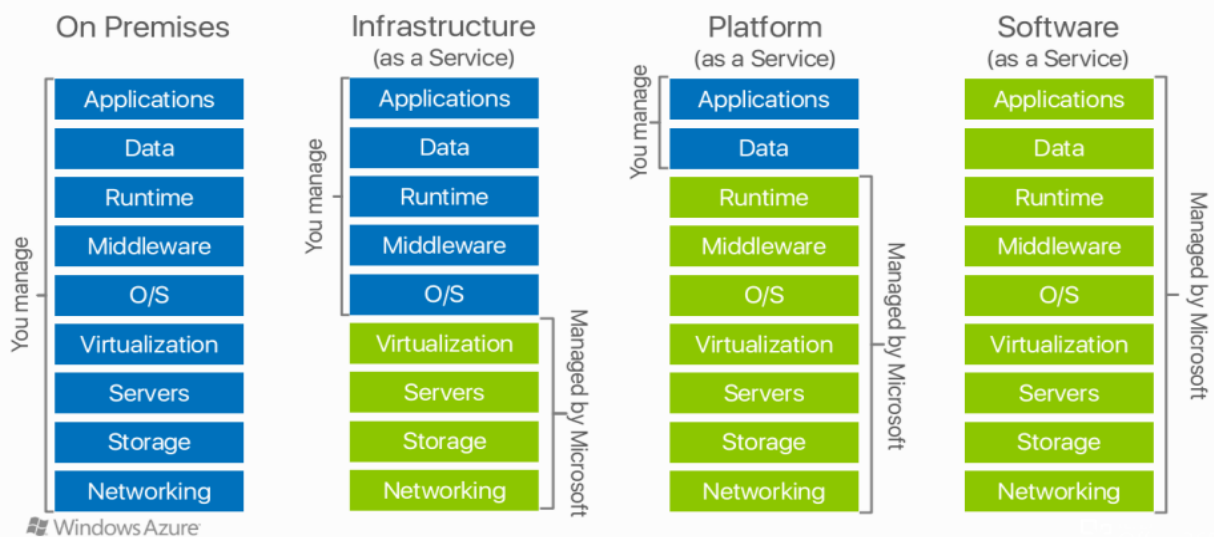 On Premises
You manage
Applications
Data
Runtime
Middleware
O/S
Virtualization
Servers
Storage
Networking
Infrastructure
(as a Service)
You manage
Applications
Data
Runtime
Middleware
O/S
Virtualization
Servers
Storage
Networking
Managed by Microsoft
Platform
(as a Service)
You manage
Applications
Data
Runtime
Middleware
O/S
Virtualization
Servers
Storage
Networking
Managed by Microsoft
Software
(as a Service)
Applications
Data
Runtime
Middleware
O/S
Virtualization
Servers
Storage
Networking
Managed by Microsoft
Windows Azure